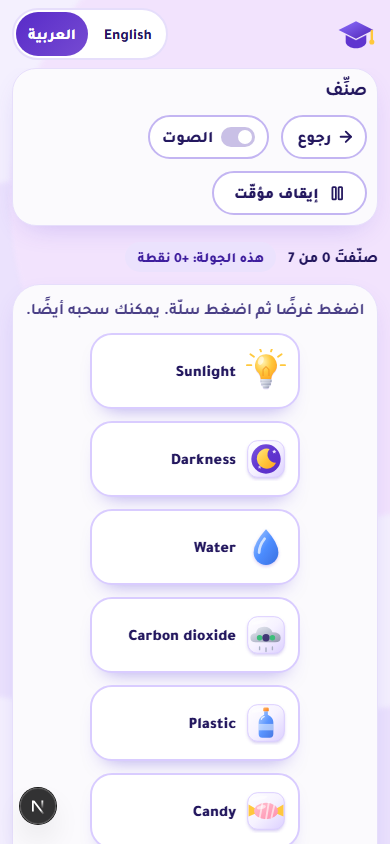 العربية English
صنِّف
رجوع الصوت
إيقاف مؤقّت
صنّفتَ 0 من 7 هذه الجولة: +0 نقطة
اضغط غرضًا ثم اضغط سلّة. يمكنك سحبه أيضًا.
Sunlight
Darkness
Water
Carbon dioxide
Plastic
Candy
N